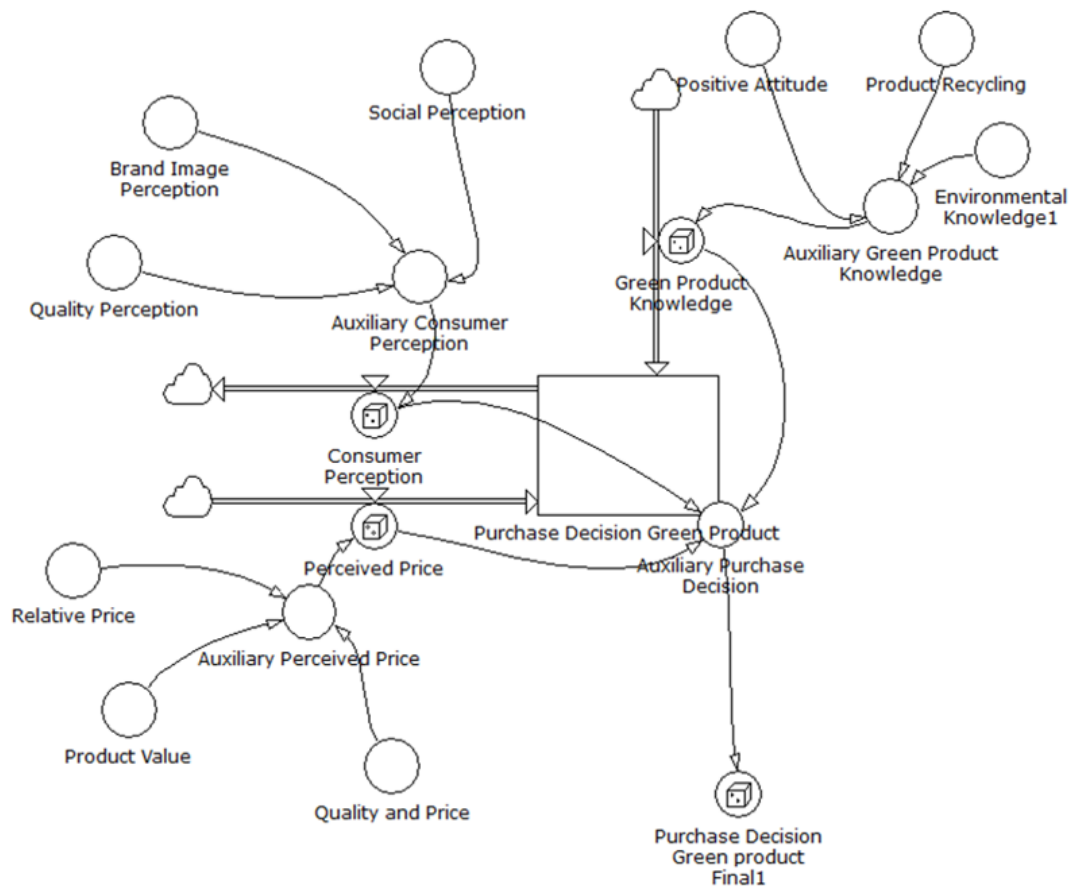 Positive Attitude
Product Recycling
Social Perception
Brand Image
Perception
Environmental
Knowledge1
Auxiliary Green Product
Knowledge
Green Product
Knowledge
Quality Perception
Auxiliary Consumer
Perception
Consumer
Perception
Purchase Decision Green Product
Auxiliary Purchase
Decision
Perceived Price
Relative Price
Auxiliary Perceived Price
Product Value
Quality and Price
Purchase Decision
Green product
Final1